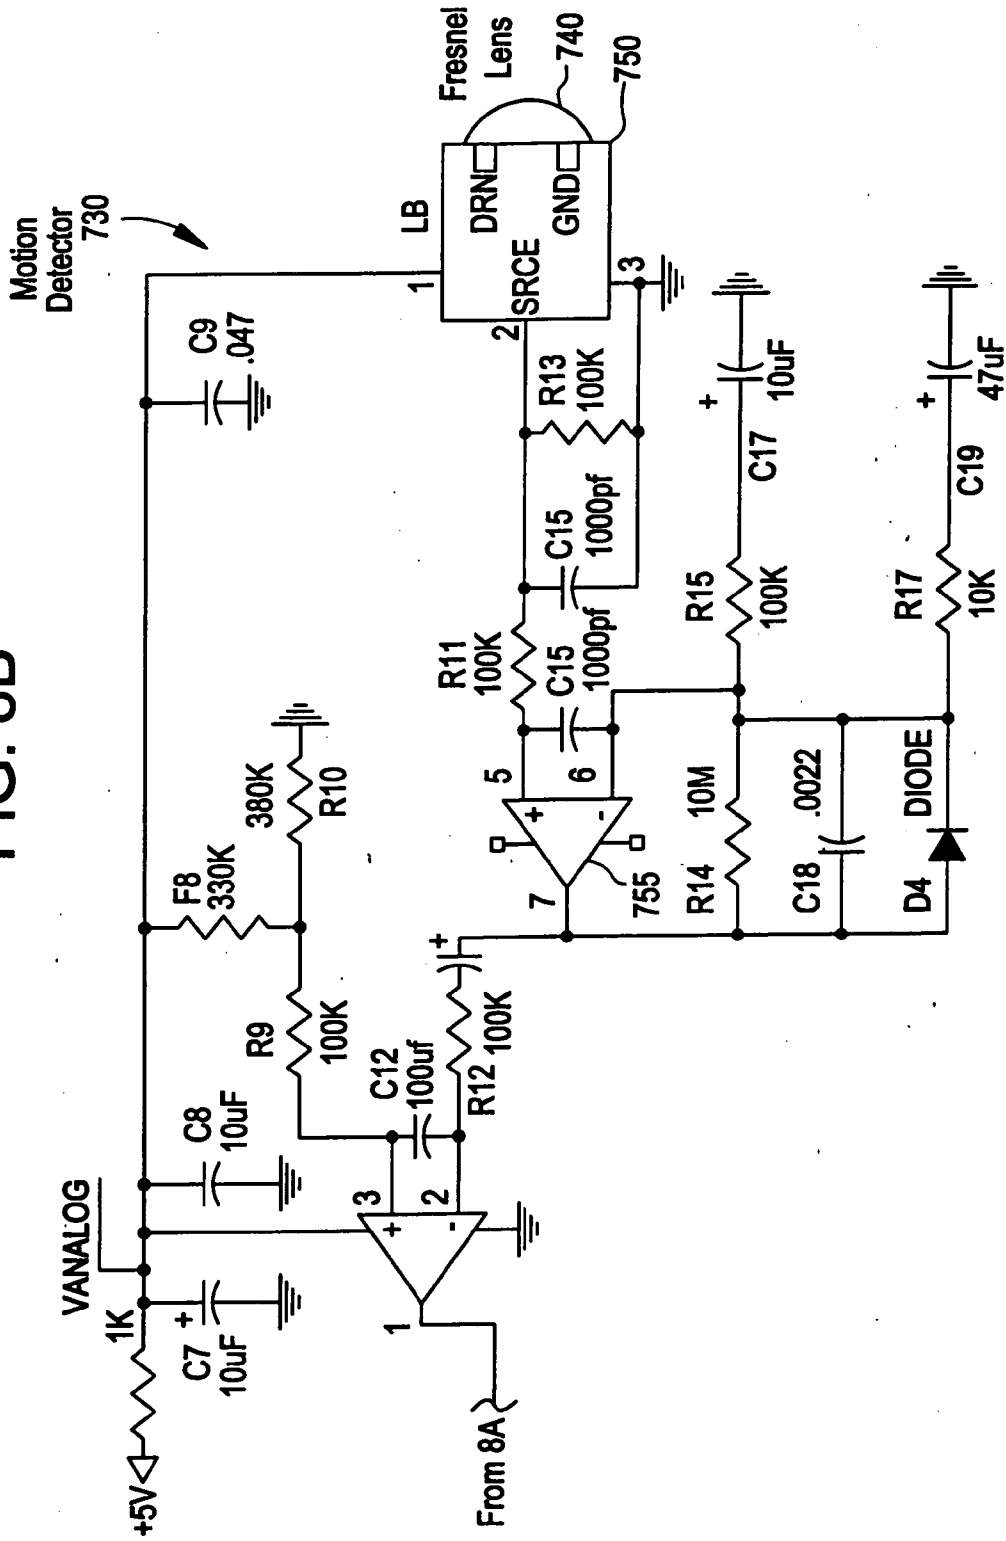 Motion
Detector
730
VANALOG
+5V
1K
C7
10uF
+
C8
10uF
F8
330K
380K
R10
R9
100K
C9
.047
1
LB
Fresnel
Lens
740
750
DRN
GND
SRCE
2
3
R13
100K
C15
1000pf
R11
100K
C15
1000pf
5
6
+
-
7
755
C12
100uf
R12
100K
+
3
2
+
-
1
From 8A
R15
100K
C17
+
10uF
R14
10M
C18
.0022
D4
DIODE
R17
10K
C19
+
47uF